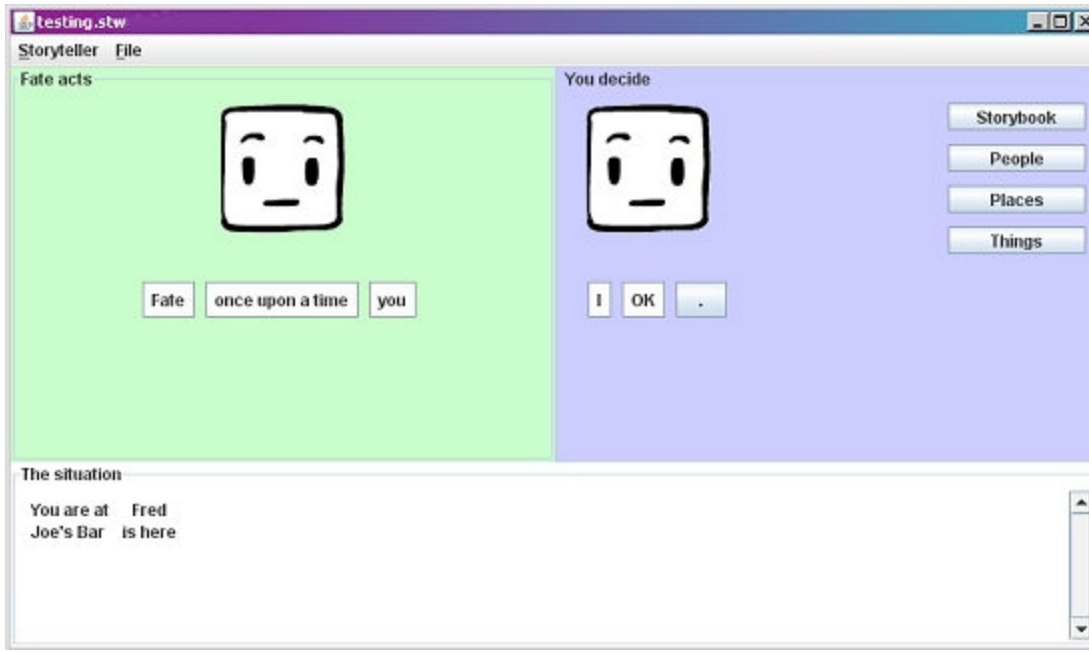 testing.stw
Storyteller File
Fate acts
Fate once upon a time you
You decide
Storybook
People
Places
Things
I OK .
The situation
You are at Fred
Joe's Bar is here